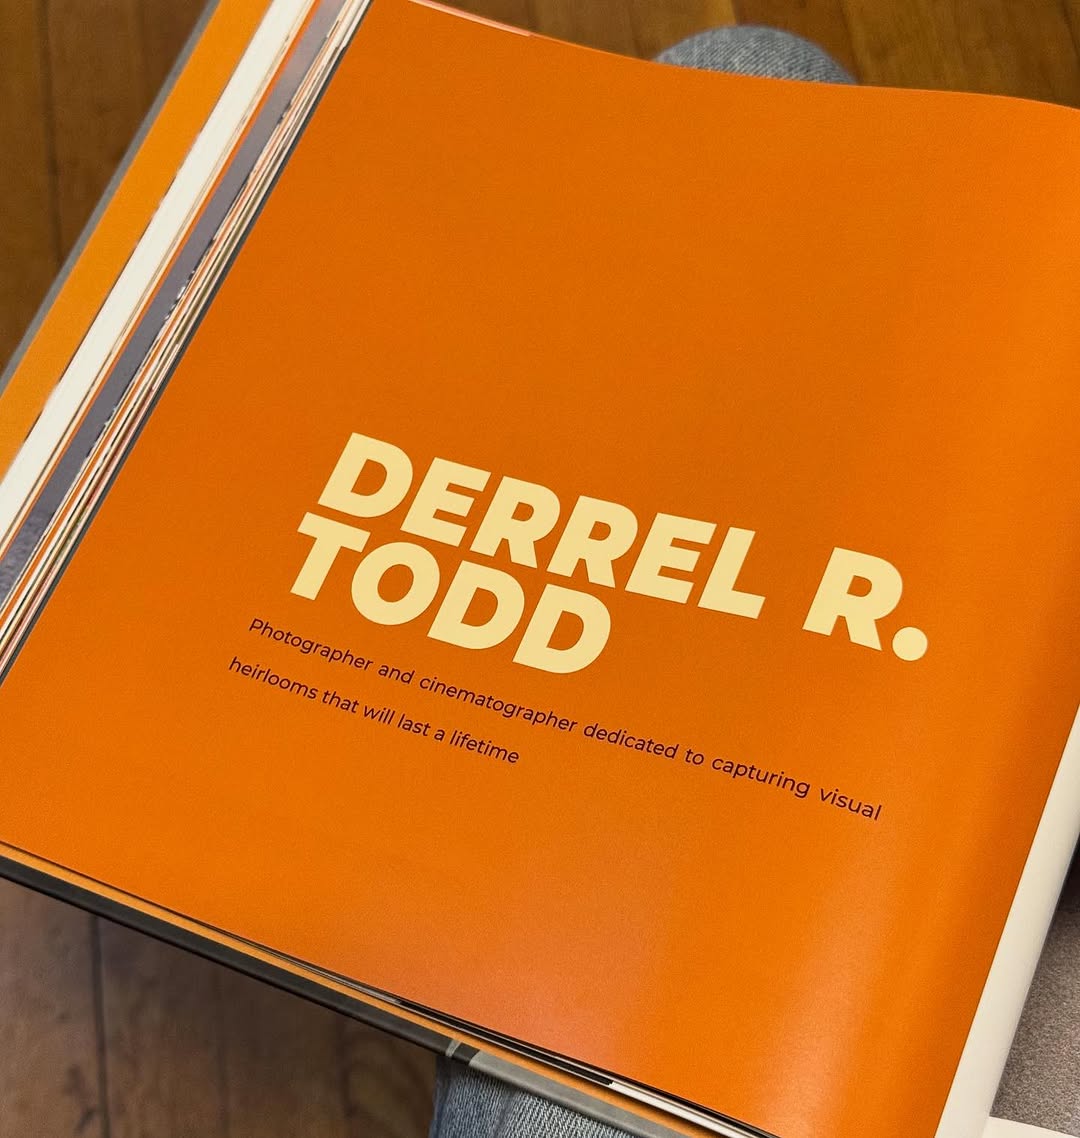 DERREL R.
TODD
Photographer and cinematographer dedicated to capturing visual
heirlooms that will last a lifetime